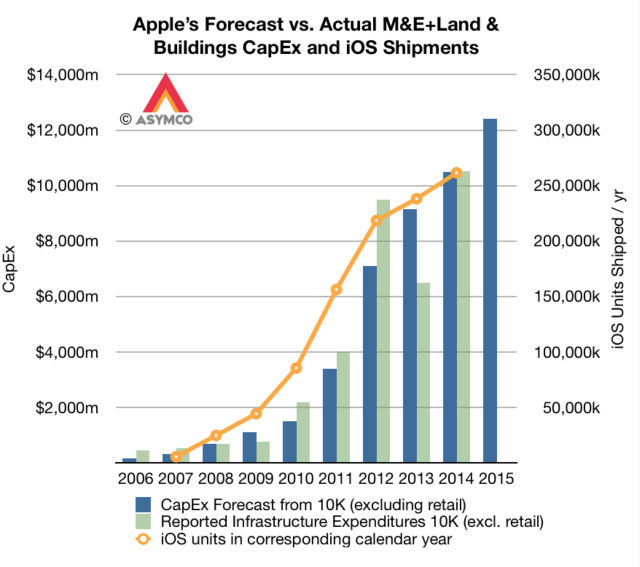 Apple's Forecast vs. Actual M&E+Land &
Buildings CapEx and iOS Shipments
$14,000m
350,000k
© ASYMCO
$12,000m
300,000k
$10,000m
250,000k
$8,000m
200,000k
$6,000m
150,000k
$4,000m
100,000k
$2,000m
50,000k
CapEx
iOS Units Shipped / yr
2006 2007 2008 2009 2010 2011 2012 2013 2014 2015
CapEx Forecast from 10K (excluding retail)
Reported Infrastructure Expenditures 10K (excl. retail)
iOS units in corresponding calendar year